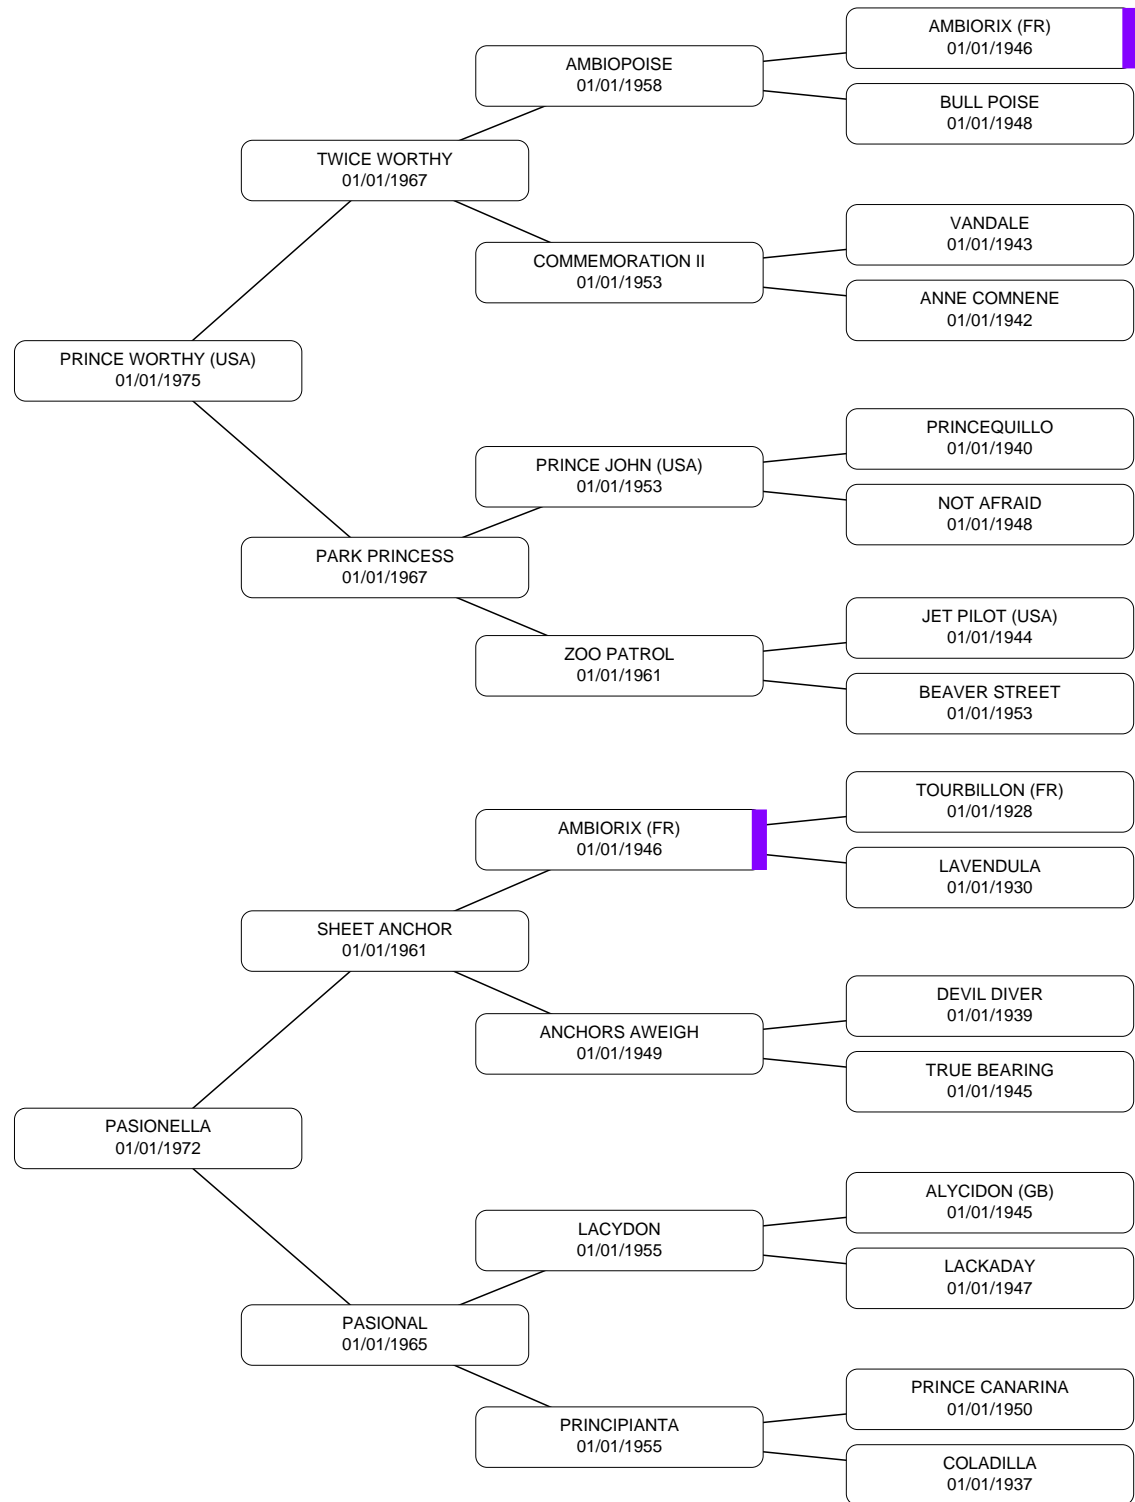 AMBIORIX (FR)
01/01/1946
AMBIOPOISE
01/01/1958
BULL POISE
01/01/1948
TWICE WORTHY
01/01/1967
VANDALE
01/01/1943
COMMEMORATION II
01/01/1953
ANNE COMNENE
01/01/1942
PRINCE WORTHY (USA)
01/01/1975
PRINCEQUILLO
01/01/1940
PRINCE JOHN (USA)
01/01/1953
NOT AFRAID
01/01/1948
PARK PRINCESS
01/01/1967
JET PILOT (USA)
01/01/1944
ZOO PATROL
01/01/1961
BEAVER STREET
01/01/1953
TOURBILLON (FR)
01/01/1928
AMBIORIX (FR)
01/01/1946
LAVENDULA
01/01/1930
SHEET ANCHOR
01/01/1961
DEVIL DIVER
01/01/1939
ANCHORS AWEIGH
01/01/1949
TRUE BEARING
01/01/1945
PASIONELLA
01/01/1972
ALYCIDON (GB)
01/01/1945
LACYDON
01/01/1955
LACKADAY
01/01/1947
PASIONAL
01/01/1965
PRINCE CANARINA
01/01/1950
PRINCIPIANTA
01/01/1955
COLADILLA
01/01/1937